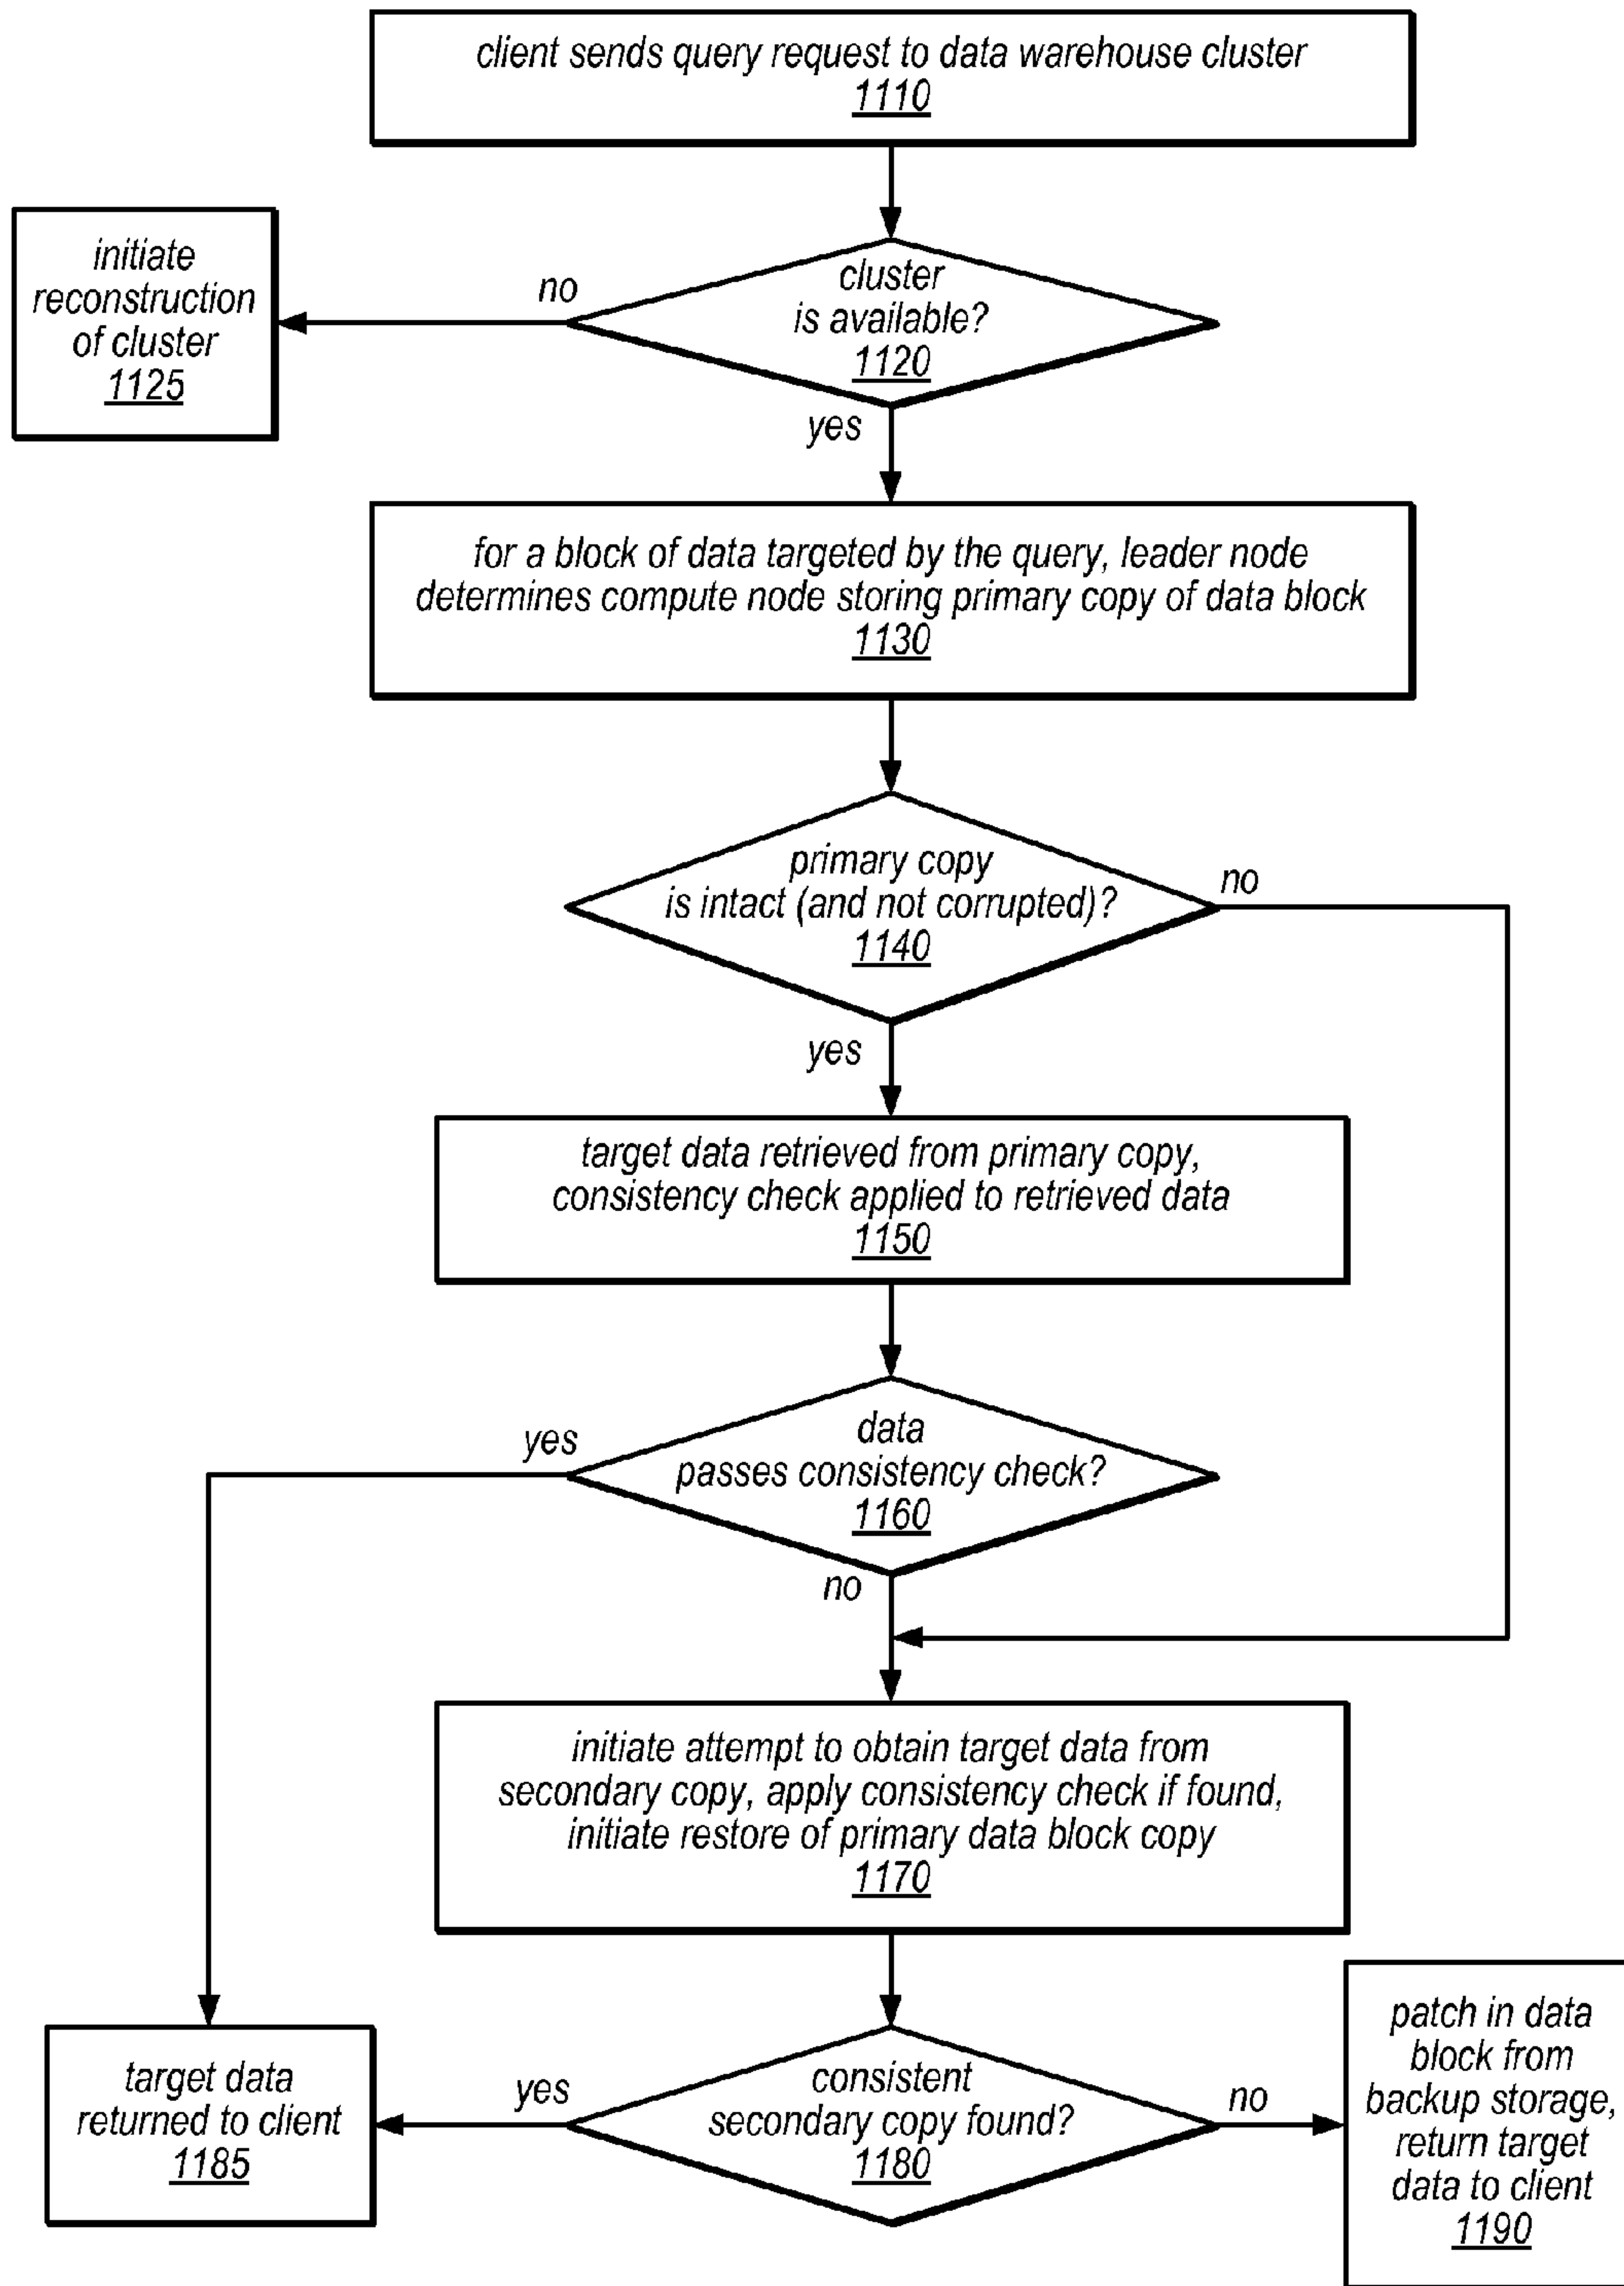 client sends query request to data warehouse cluster
1110
initiate
reconstruction
of cluster
1125
no
cluster
is available?
1120
yes
for a block of data targeted by the query, leader node
determines compute node storing primary copy of data block
1130
primary copy
is intact (and not corrupted)?
1140
no
yes
target data retrieved from primary copy,
consistency check applied to retrieved data
1150
yes
data
passes consistency check?
1160
no
initiate attempt to obtain target data from
secondary copy, apply consistency check if found,
initiate restore of primary data block copy
1170
target data
returned to client
1185
yes
consistent
secondary copy found?
1180
no
patch in data
block from
backup storage,
return target
data to client
1190